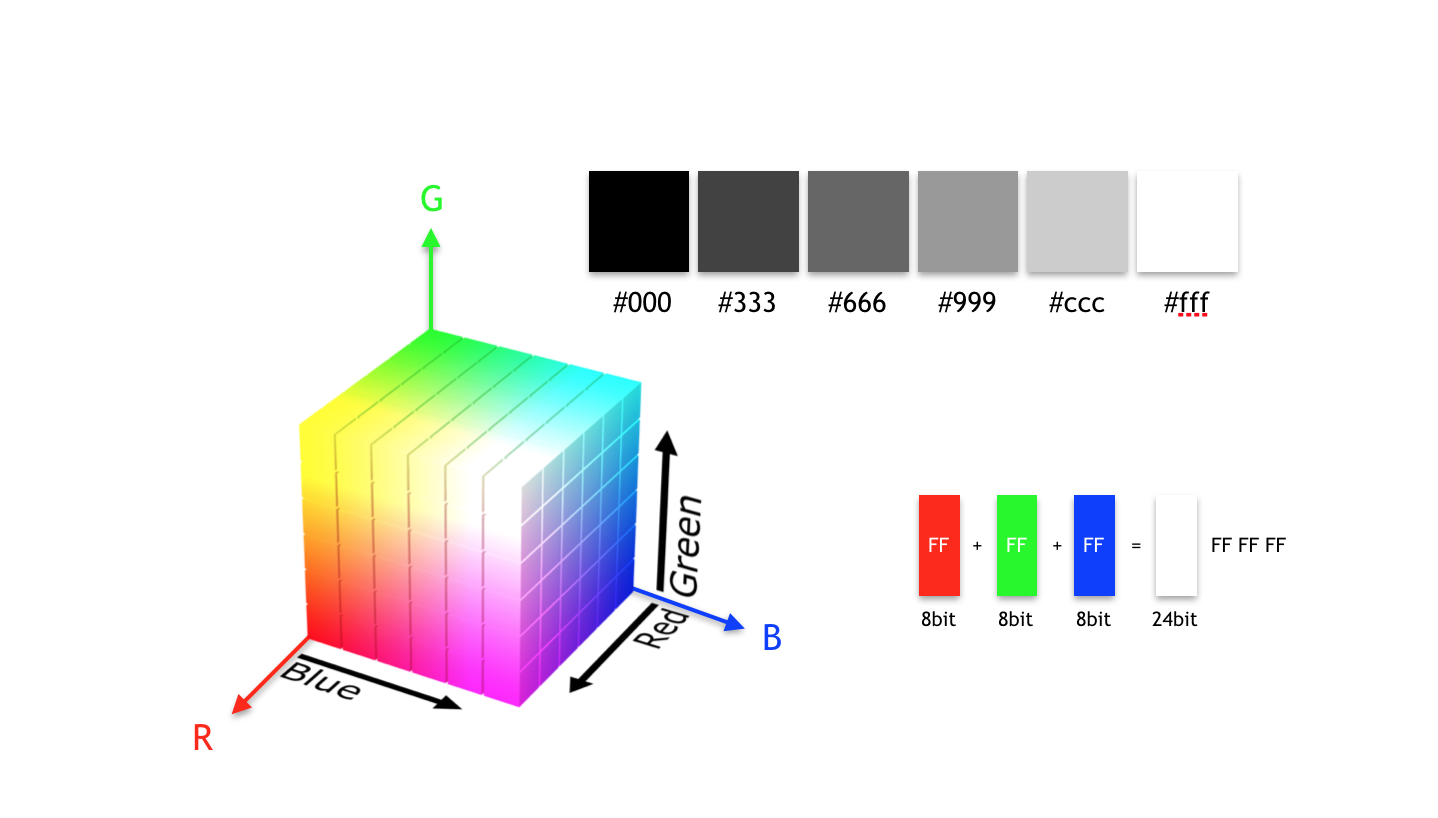 G
#000 #333 #666 #999 #ccc #fff
Green
Red
B
Blue
R
FF + FF + FF = FF FF FF
8bit 8bit 8bit 24bit